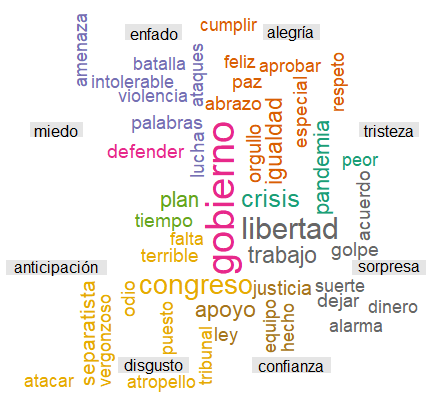 cumplir
enfado
alegría
amenaza
batalla
ataques
feliz
aprobar
respeto
intolerable
paz
especial
violencia
abrazo
igualdad
orgullo
miedo
palabras
luchas
gobierno
pandemia
tristeza
defender
peor
plan
crisis
acuerdo
tiempo
libertad
falta
terrible
trabajo
golpe
anticipación
sorpresa
congreso
justicia
suerte
separatista
vergonzoso
odio
puesto
apoyo
equipo
hecho
dejar
dinero
tribunal
ley
alarma
disgusto
confianza
atacar
atropello